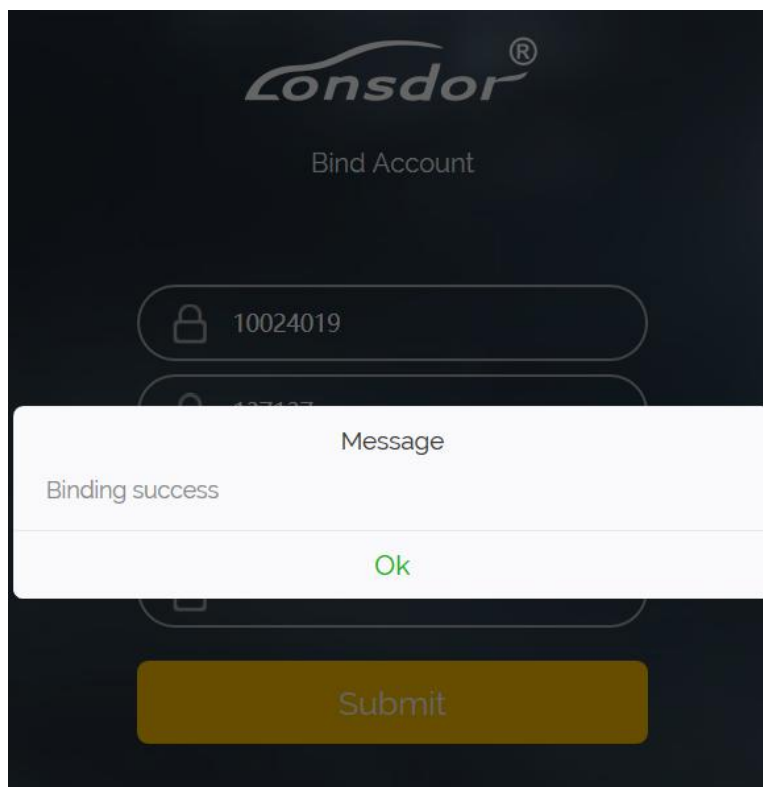 Lonsdor®
Bind Account
10024019
Message
Binding success
Ok
Submit